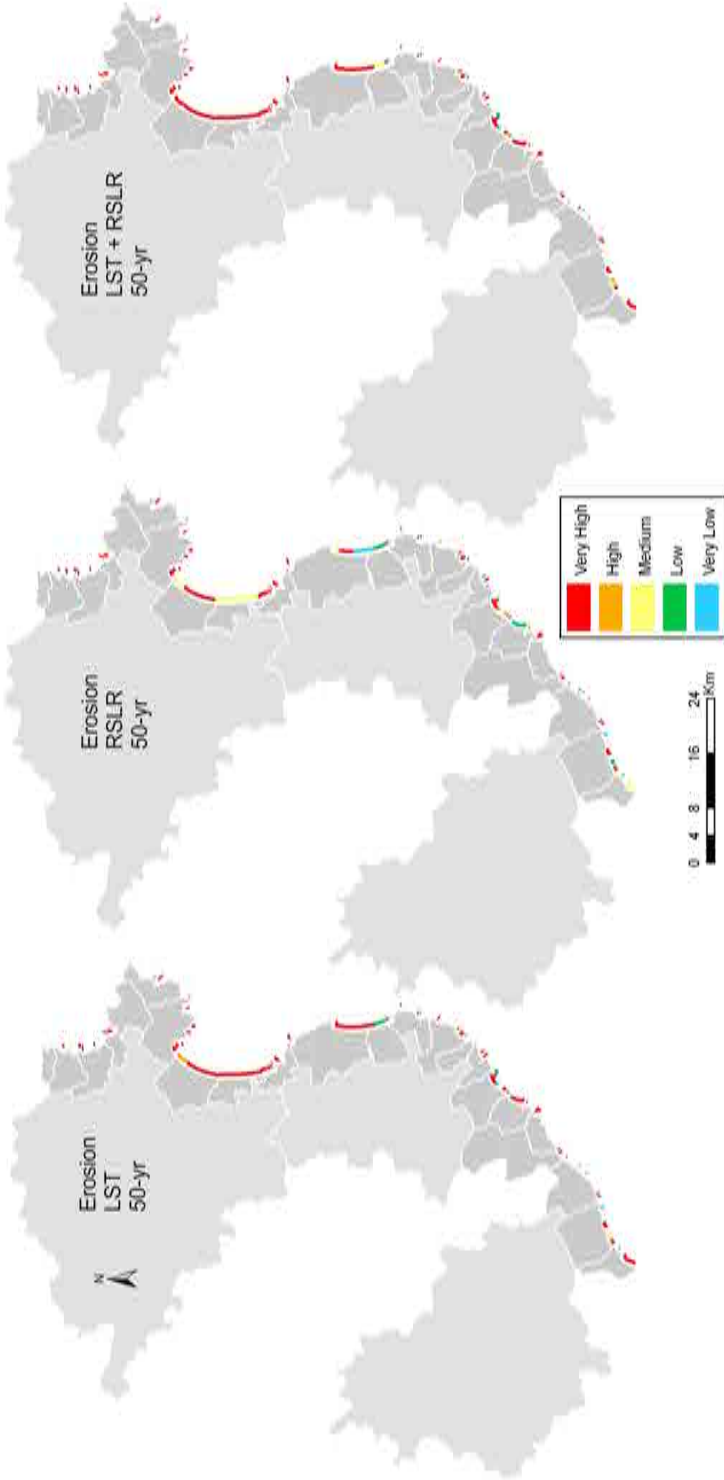 Erosion
LST
50-yr
N
Erosion
RSLR
50-yr
Erosion
LST + RSLR
50-yr
0 4 8 16 24
Km
Very High
High
Medium
Low
Very Low